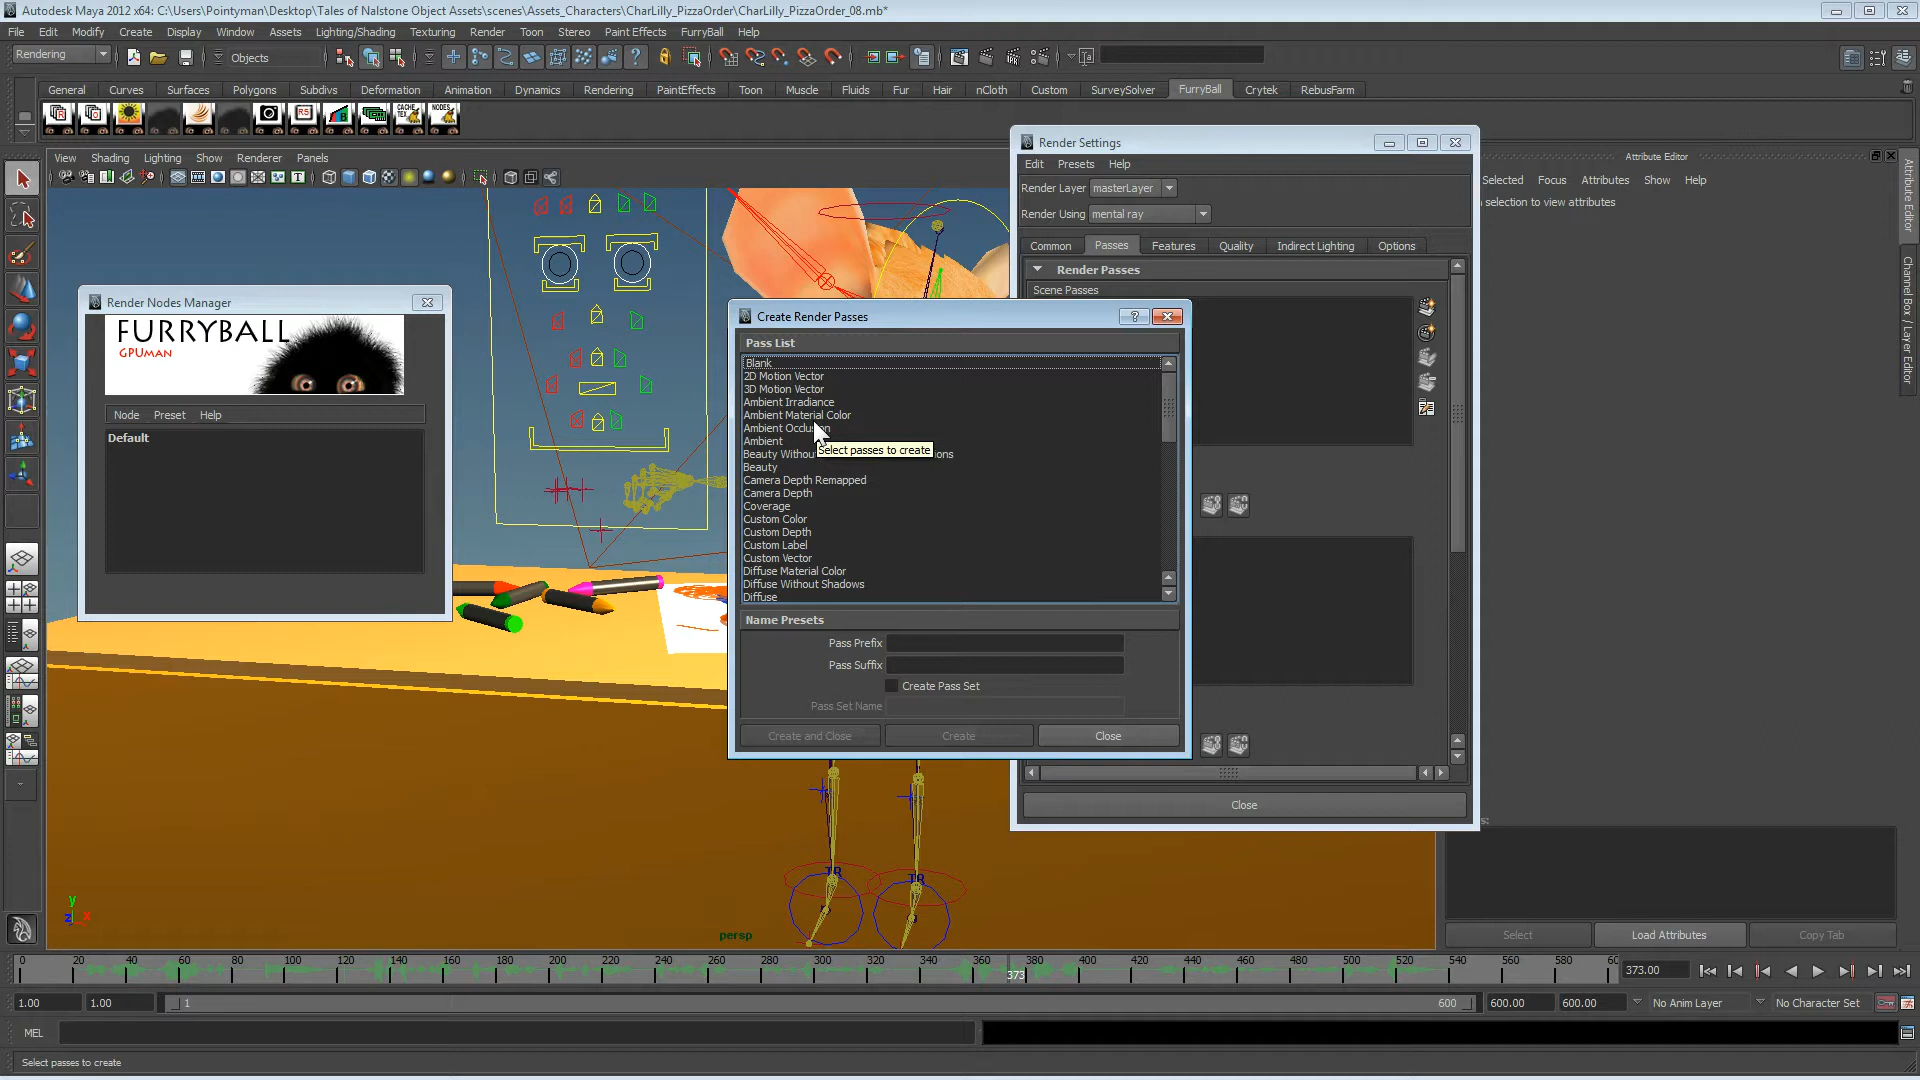 Autodesk Maya 2012 x64: C:\Users\Pointyman\Desktop\Tales of Nalstone Object Assets\scenes\Assets_Characters\CharLilly_PizzaOrder\CharLilly_PizzaOrder_08.mb*
File Edit Modify Create Display Window Assets Lighting/Shading Texturing Render Toon Stereo Paint Effects FurryBall Help
Rendering Objects
General Curves Surfaces Polygons Subdivs Deformation Animation Dynamics Rendering PaintEffects Toon Muscle Fluids Fur Hair nCloth Custom SurveySolver FurryBall Crytek RebusFarm
View Shading Lighting Show Renderer Panels
Render Nodes Manager
FURRYBALL
GPUMAN
Node Preset Help
Default
Render Settings
Edit Presets Help
Render Layer masterLayer
Render Using mental ray
Common Passes Features Quality Indirect Lighting Options
Render Passes
Scene Passes
Close
Create Render Passes
Pass List
Blank
2D Motion Vector
3D Motion Vector
Ambient Irradiance
Ambient Material Color
Ambient Occlusion
Ambient
Select passes to create
Beauty Withou ons
Beauty
Camera Depth Remapped
Camera Depth
Coverage
Custom Color
Custom Depth
Custom Label
Custom Vector
Diffuse Material Color
Diffuse Without Shadows
Diffuse
Name Presets
Pass Prefix
Pass Suffix
Create Pass Set
Pass Set Name
Create and Close Create Close
Attribute Editor
Selected Focus Attributes Show Help
selection to view attributes
Attribute Editor
Channel Box / Layer Editor
Select Load Attributes Copy Tab
TR TR
y
z x
persp
0 20 40 60 80 100 120 140 160 180 200 220 240 260 280 300 320 340 360 373 380 400 420 440 460 480 500 520 540 560 580 60
373.00
1.00 1.00 1 600 600.00 600.00 No Anim Layer No Character Set
MEL
Select passes to create